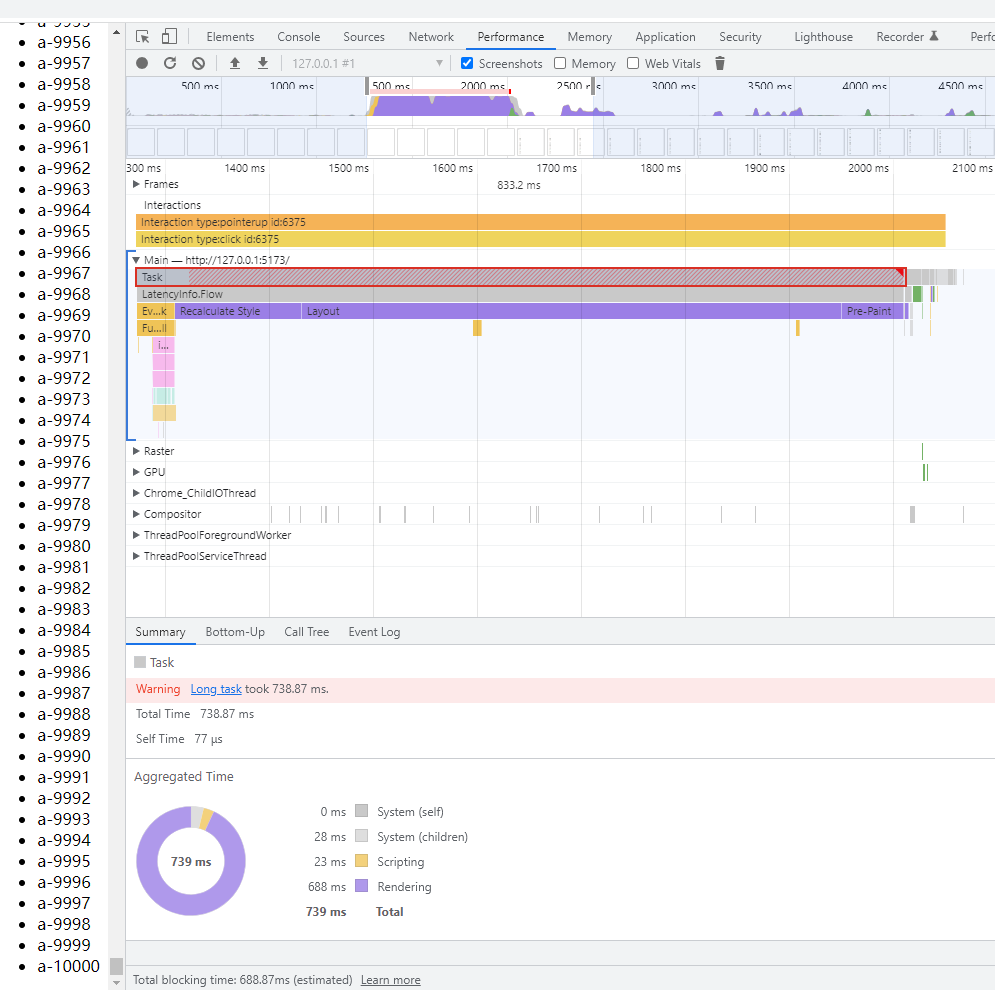 a-9955
a-9956
a-9957
a-9958
a-9959
a-9960
a-9961
a-9962
a-9963
a-9964
a-9965
a-9966
a-9967
a-9968
a-9969
a-9970
a-9971
a-9972
a-9973
a-9974
a-9975
a-9976
a-9977
a-9978
a-9979
a-9980
a-9981
a-9982
a-9983
a-9984
a-9985
a-9986
a-9987
a-9988
a-9989
a-9990
a-9991
a-9992
a-9993
a-9994
a-9995
a-9996
a-9997
a-9998
a-9999
a-10000
Elements Console Sources Network Performance Memory Application Security Lighthouse Recorder Perfo
127.0.0.1 #1 Screenshots Memory Web Vitals
500 ms 1000 ms 500 ms 2000 ms 2500 ms 3000 ms 3500 ms 4000 ms 4500 ms
300 ms 1400 ms 1500 ms 1600 ms 1700 ms 1800 ms 1900 ms 2000 ms 2100 ms
Frames 833.2 ms
Interactions
Interaction type:pointerup id:6375
Interaction type:click id:6375
Main — http://127.0.0.1:5173/
Task
LatencyInfo.Flow
Ev...k Recalculate Style Layout Pre-Paint
Fu...ll
i...
Raster
GPU
Chrome_ChildIOThread
Compositor
ThreadPoolForegroundWorker
ThreadPoolServiceThread
Summary Bottom-Up Call Tree Event Log
Task
Warning Long task took 738.87 ms.
Total Time 738.87 ms
Self Time 77 μs
Aggregated Time
739 ms
0 ms System (self)
28 ms System (children)
23 ms Scripting
688 ms Rendering
739 ms Total
Total blocking time: 688.87ms (estimated) Learn more